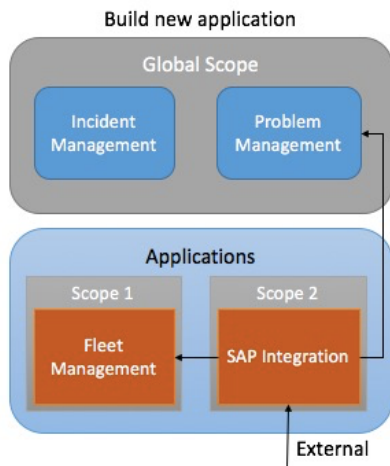 Build new application
Global Scope
Incident
Management
Problem
Management
Applications
Scope 1
Scope 2
Fleet
Management
SAP Integration
External